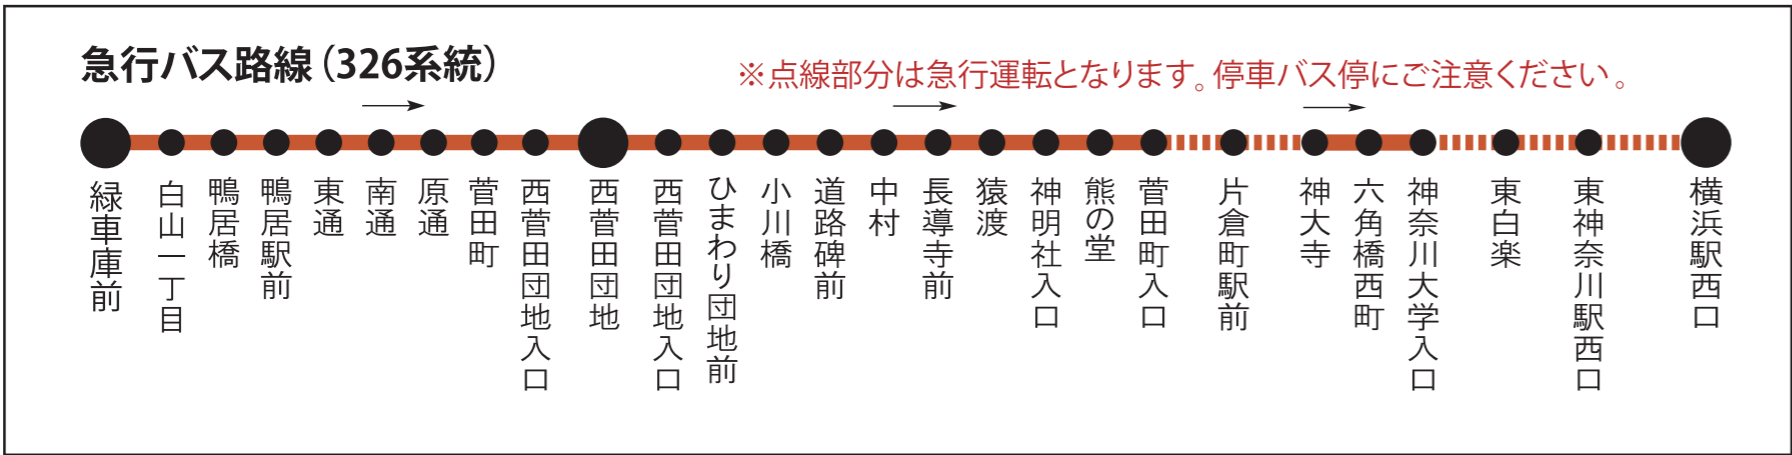 急行バス路線（326系統）
※点線部分は急行運転となります。停車バス停にご注意ください。
緑車庫前
白山一丁目
鴨居橋
鴨居駅前
東通
南通
原通
菅田町
西菅田団地入口
西菅田団地
西菅田団地入口
ひまわり団地前
小川橋
道路碑前
中村
長導寺前
猿渡
神明社入口
熊の堂
菅田町入口
片倉町駅前
神大寺
六角橋西町
神奈川大学入口
東白楽
東神奈川駅西口
横浜駅西口